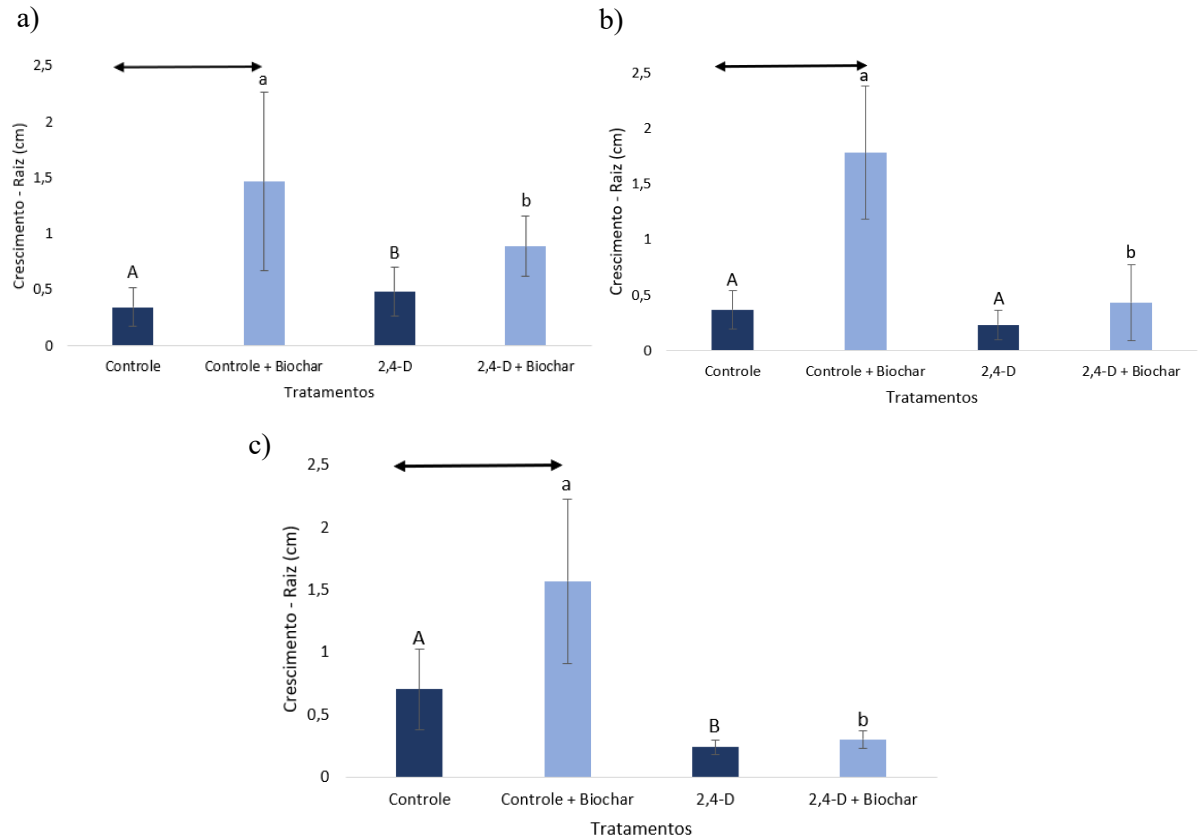 a)
Crescimento - Raiz (cm)
2,5
2
1,5
1
0,5
0
A
a
B
b
Controle
Controle + Biochar
2,4-D
2,4-D + Biochar
Tratamentos
b)
Crescimento - Raiz (cm)
2,5
2
1,5
1
0,5
0
A
a
A
b
Controle
Controle + Biochar
2,4-D
2,4-D + Biochar
Tratamentos
c)
Crescimento - Raiz (cm)
2,5
2
1,5
1
0,5
0
A
a
B
b
Controle
Controle + Biochar
2,4-D
2,4-D + Biochar
Tratamentos